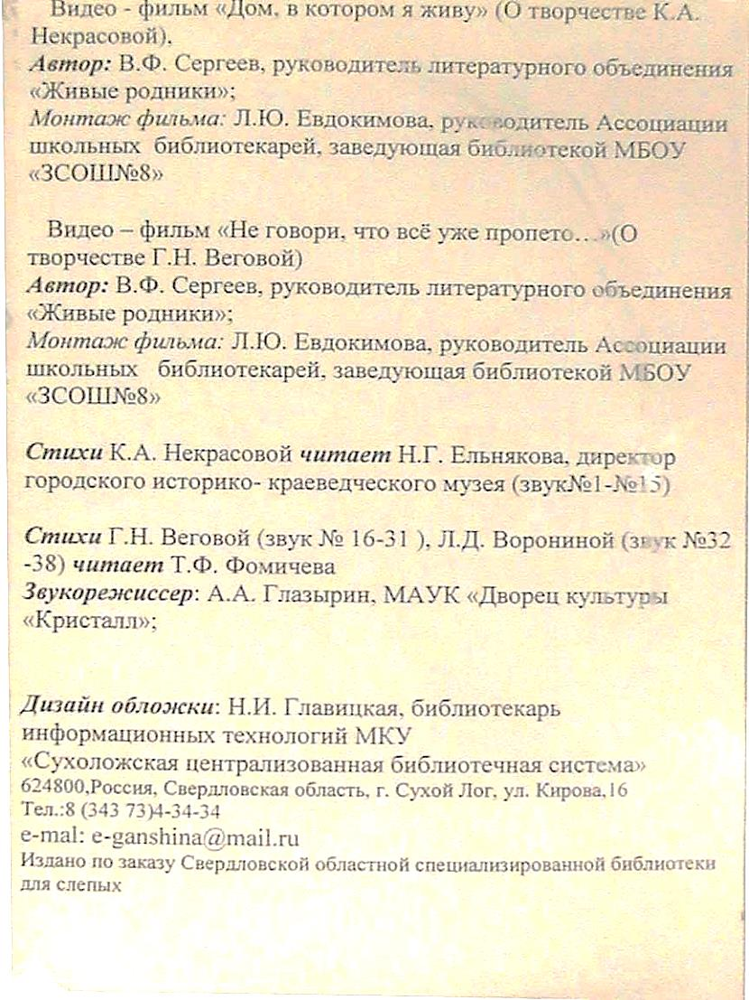 Видео - фильм «Дом, в котором я живу» (О творчестве К.А.
Некрасовой),
Автор: В.Ф. Сергеев, руководитель литературного объединения
«Живые родники»;
Монтаж фильма: Л.Ю. Евдокимова, руководитель Ассоциации
школьных библиотекарей, заведующая библиотекой МБОУ
«ЗСОШ№8»
Видео – фильм «Не говори, что всё уже пропето…»(О
творчестве Г.Н. Веговой)
Автор: В.Ф. Сергеев, руководитель литературного объединения
«Живые родники»;
Монтаж фильма: Л.Ю. Евдокимова, руководитель Ассоциации
школьных библиотекарей, заведующая библиотекой МБОУ
«ЗСОШ№8»
Стихи К.А. Некрасовой читает Н.Г. Ельнякова, директор
городского историко- краеведческого музея (звук№1-№15)
Стихи Г.Н. Веговой (звук № 16-31 ), Л.Д. Ворониной (звук №32
-38) читает Т.Ф. Фомичева
Звукорежиссер: А.А. Глазырин, МАУК «Дворец культуры
«Кристалл»;
Дизайн обложки: Н.И. Главицкая, библиотекарь
информационных технологий МКУ
«Сухоложская централизованная библиотечная система»
624800,Россия, Свердловская область, г. Сухой Лог, ул. Кирова,16
Тел.:8 (343 73)4-34-34
e-mal: e-ganshina@mail.ru
Издано по заказу Свердловской областной специализированной библиотеки
для слепых